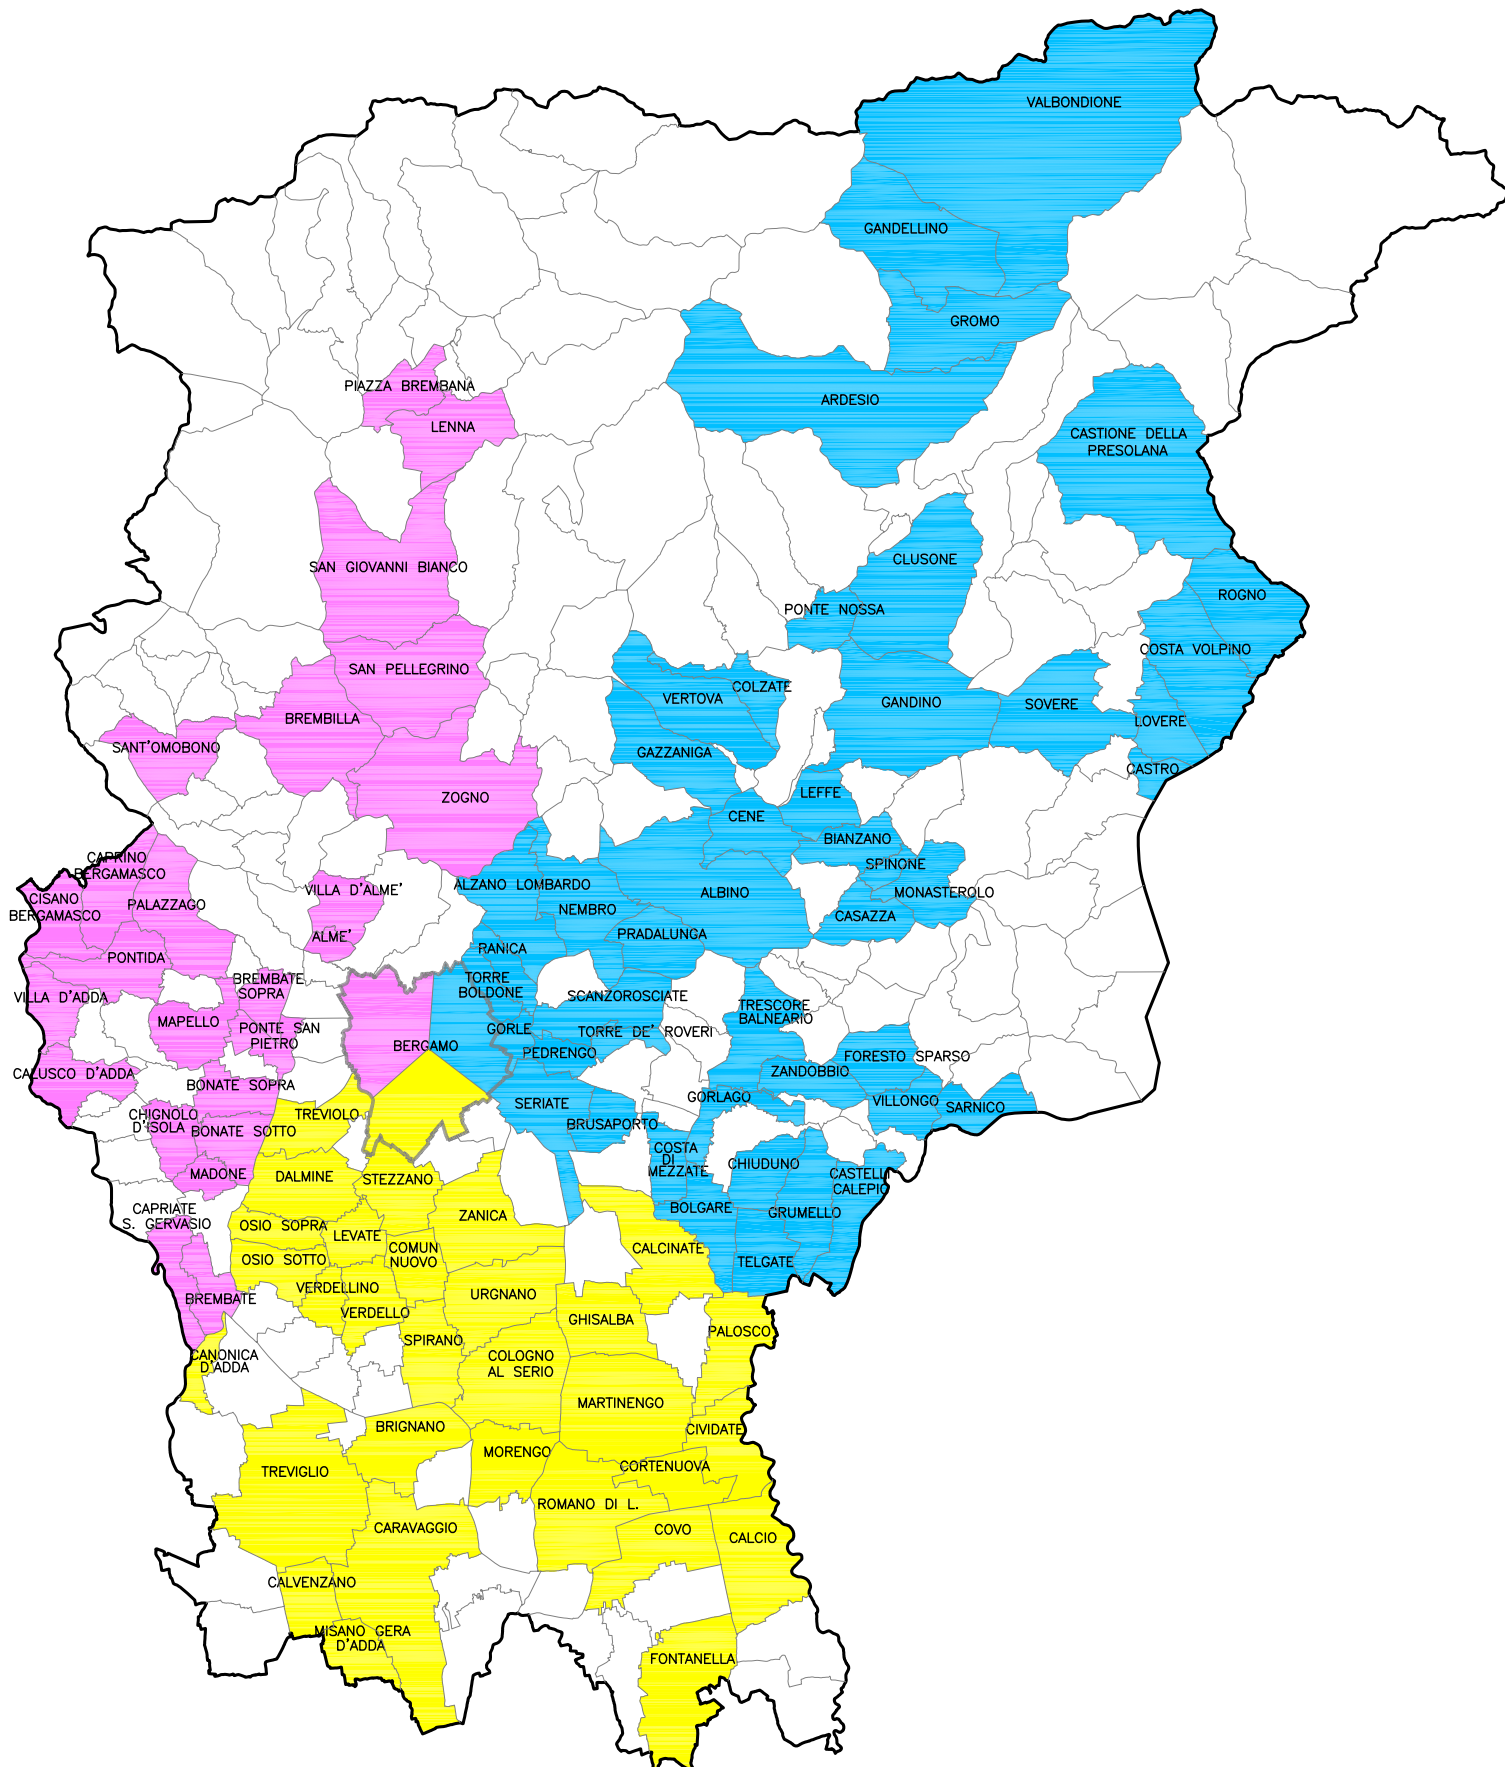 VALBONDIONE
GANDELLINO
GROMO
PIAZZA BREMBANA
ARDESIO
LENNA
CASTIONE DELLA
PRESOLANA
CLUSONE
SAN GIOVANNI BIANCO
ROGNO
PONTE NOSSA
COSTA VOLPINO
SAN PELLEGRINO
COLZATE
VERTOVA
GANDINO
SOVERE
BREMBILLA
LOVERE
SANT'OMOBONO
GAZZANIGA
CASTRO
LEFFE
ZOGNO
CENE
BIANZANO
CAPRINO
BERGAMASCO
SPINONE
ALZANO LOMBARDO
VILLA D'ALME'
ALBINO
MONASTEROLO
CISANO
BERGAMASCO
PALAZZAGO
NEMBRO
CASAZZA
ALME'
PRADALUNGA
RANICA
PONTIDA
BREMBATE
SOPRA
TORRE
BOLDONE
VILLA D'ADDA
SCANZOROSCIATE
TRESCORE
BALNEARIO
MAPELLO
PONTE SAN
PIETRO
GORLE
TORRE DE' ROVERI
BERGAMO
PEDRENGO
FORESTO SPARSO
CALUSCO D'ADDA
ZANDOBBIO
BONATE SOPRA
GORLAGO
VILLONGO
SARNICO
SERIATE
CHIGNOLO
D'ISOLA
TREVIOLO
BRUSAPORTO
BONATE SOTTO
COSTA
DI
MEZZATE
CHIUDUNO
MADONE
DALMINE
STEZZANO
CASTELLI
CALEPIO
BOLGARE
CAPRIATE
S. GERVASIO
ZANICA
GRUMELLO
OSIO SOPRA
LEVATE
COMUN
NUOVO
CALCINATE
OSIO SOTTO
TELGATE
VERDELLINO
BREMBATE
URGNANO
VERDELLO
GHISALBA
PALOSCO
SPIRANO
CANONICA
D'ADDA
COLOGNO
AL SERIO
MARTINENGO
BRIGNANO
CIVIDATE
MORENGO
TREVIGLIO
CORTENUOVA
ROMANO DI L.
CARAVAGGIO
COVO
CALCIO
CALVENZANO
MISANO GERA
D'ADDA
FONTANELLA